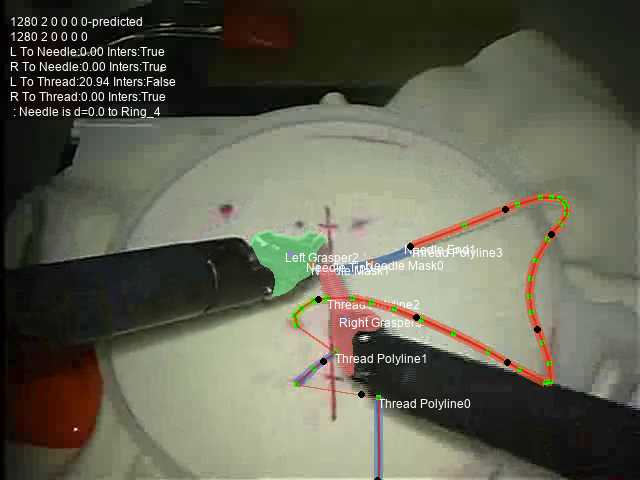 1280 2 0 0 0 0-predicted
1280 2 0 0 0 0
L To Needle:0.00 Inters:True
R To Needle:0.00 Inters:True
L To Thread:20.94 Inters:False
R To Thread:0.00 Inters:True
: Needle is d=0.0 to Ring_4
Needle End1
Thread Polyline3
Left Grasper2
Needle Mask0
Thread Polyline2
Right Grasper3
Thread Polyline1
Thread Polyline0